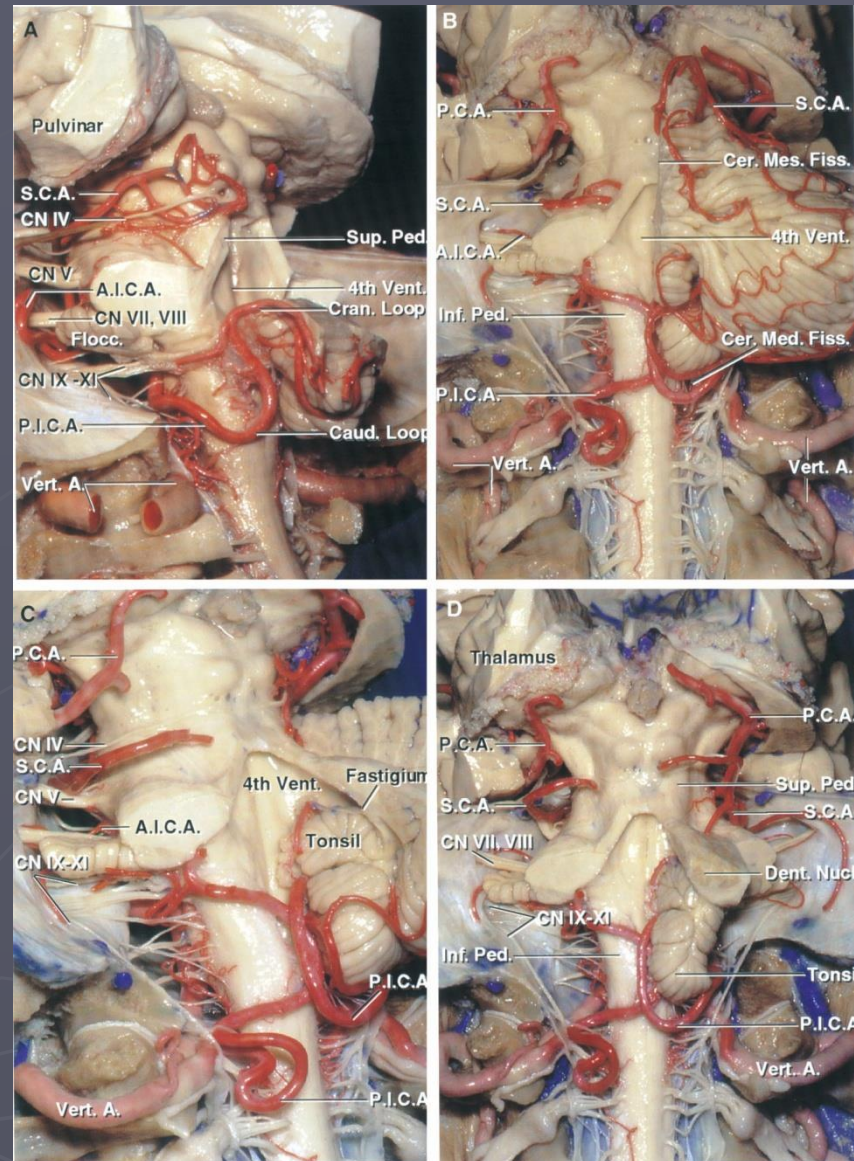 A
Pulvinar
S.C.A.
CN IV
Sup. Ped.
CN V
A.I.C.A.
4th Vent.
CN VII, VIII
Cran. Loop
Flocc.
CN IX -XI
P.I.C.A.
Caud. Loop
Vert. A.
B
P.C.A.
S.C.A.
Cer. Mes. Fiss.
S.C.A.
4th Vent.
A.I.C.A.
Inf. Ped.
Cer. Med. Fiss.
P.I.C.A.
Vert. A.
Vert. A.
C
P.C.A.
CN IV
S.C.A.
4th Vent.
Fastigium
CN V
A.I.C.A.
Tonsil
CN IX-XI
P.I.C.A
Vert. A.
P.I.C.A
D
Thalamus
P.C.A.
P.C.A.
Sup. Ped
S.C.A.
S.C.A
CN VII, VIII
Dent. Nucl
CN IX-XI
Inf. Ped.
Tonsi
P.I.C.A
Vert. A.